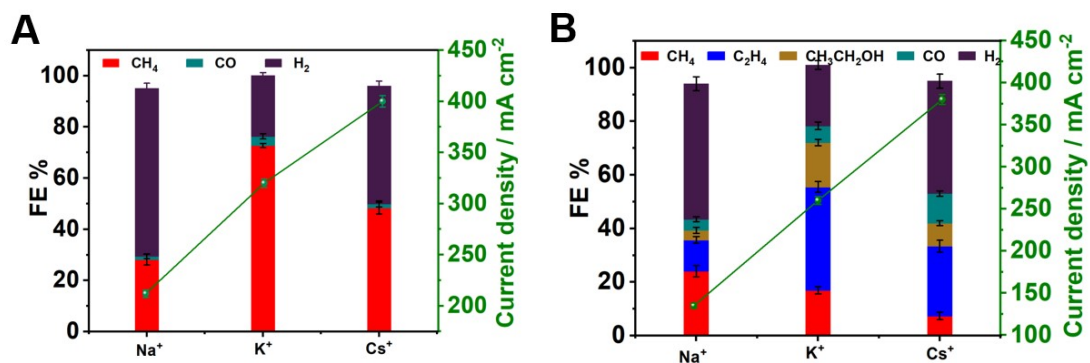 A
CH₄ CO H₂
FE %
100
80
60
40
20
0
Na⁺ K⁺ Cs⁺
450
400
350
300
250
200
Current density / mA cm⁻²
B
CH₄ C₂H₄ CH₃CH₂OH CO H₂
FE %
100
80
60
40
20
0
Na⁺ K⁺ Cs⁺
450
400
350
300
250
200
150
100
Current density / mA cm⁻²